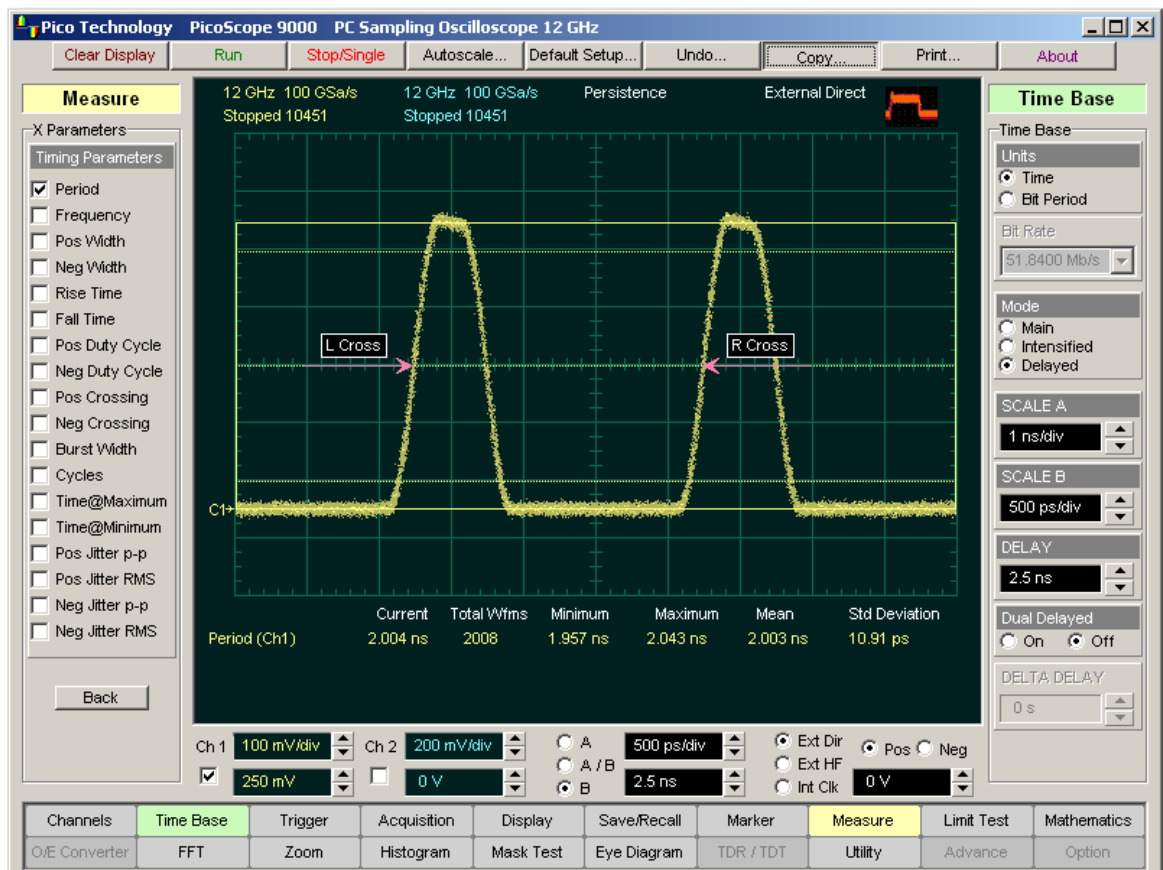 Pico Technology PicoScope 9000 PC Sampling Oscilloscope 12 GHz
Clear Display Run Stop/Single Autoscale... Default Setup... Undo... Copy... Print... About
Measure
X Parameters
Timing Parameters
Period
Frequency
Pos Width
Neg Width
Rise Time
Fall Time
Pos Duty Cycle
Neg Duty Cycle
Pos Crossing
Neg Crossing
Burst Width
Cycles
Time@Maximum
Time@Minimum
Pos Jitter p-p
Pos Jitter RMS
Neg Jitter p-p
Neg Jitter RMS
Back
12 GHz 100 GSa/s 12 GHz 100 GSa/s Persistence External Direct
Stopped 10451 Stopped 10451
L Cross R Cross
C1
Current Total Wfms Minimum Maximum Mean Std Deviation
Period (Ch1) 2.004 ns 2008 1.957 ns 2.043 ns 2.003 ns 10.91 ps
Time Base
Time Base
Units
Time
Bit Period
Bit Rate
51.8400 Mb/s
Mode
Main
Intensified
Delayed
SCALE A
1 ns/div
SCALE B
500 ps/div
DELAY
2.5 ns
Dual Delayed
On Off
DELTA DELAY
0 s
Ch 1 100 mV/div Ch 2 200 mV/div A 500 ps/div Ext Dir Pos Neg
A / B Ext HF
250 mV 0 V B 2.5 ns Int Clk 0 V
Channels Time Base Trigger Acquisition Display Save/Recall Marker Measure Limit Test Mathematics
O/E Converter FFT Zoom Histogram Mask Test Eye Diagram TDR / TDT Utility Advance Option